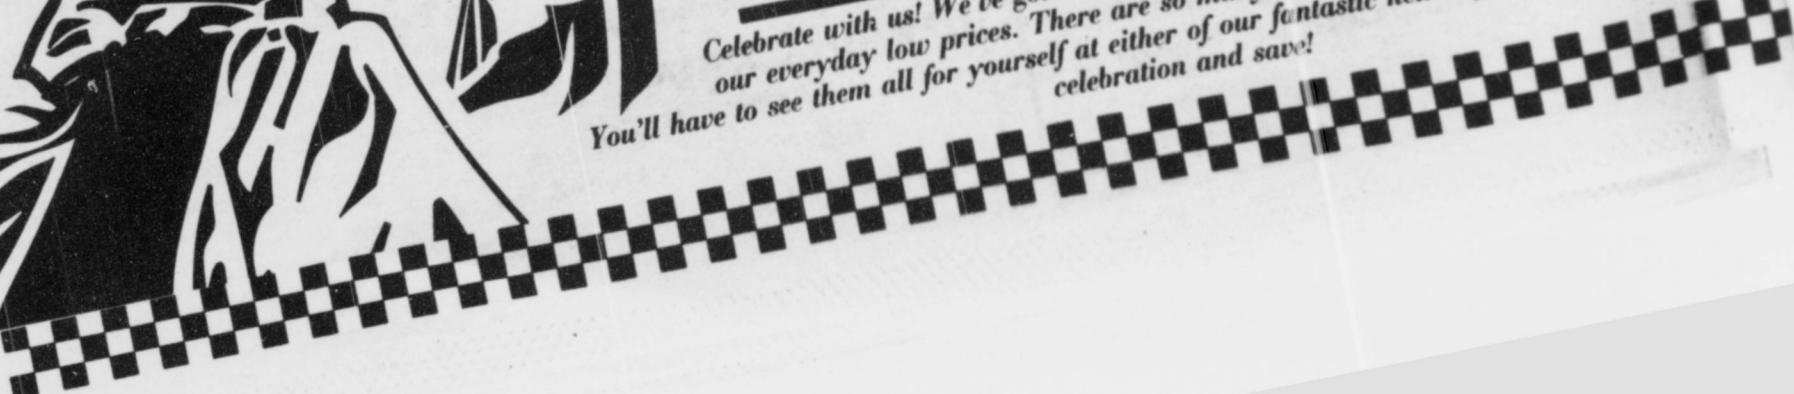 Celebrate with us! We've
our everyday low prices. There are so
You'll have to see them all for yourself at either of our fantastic
celebration and save!